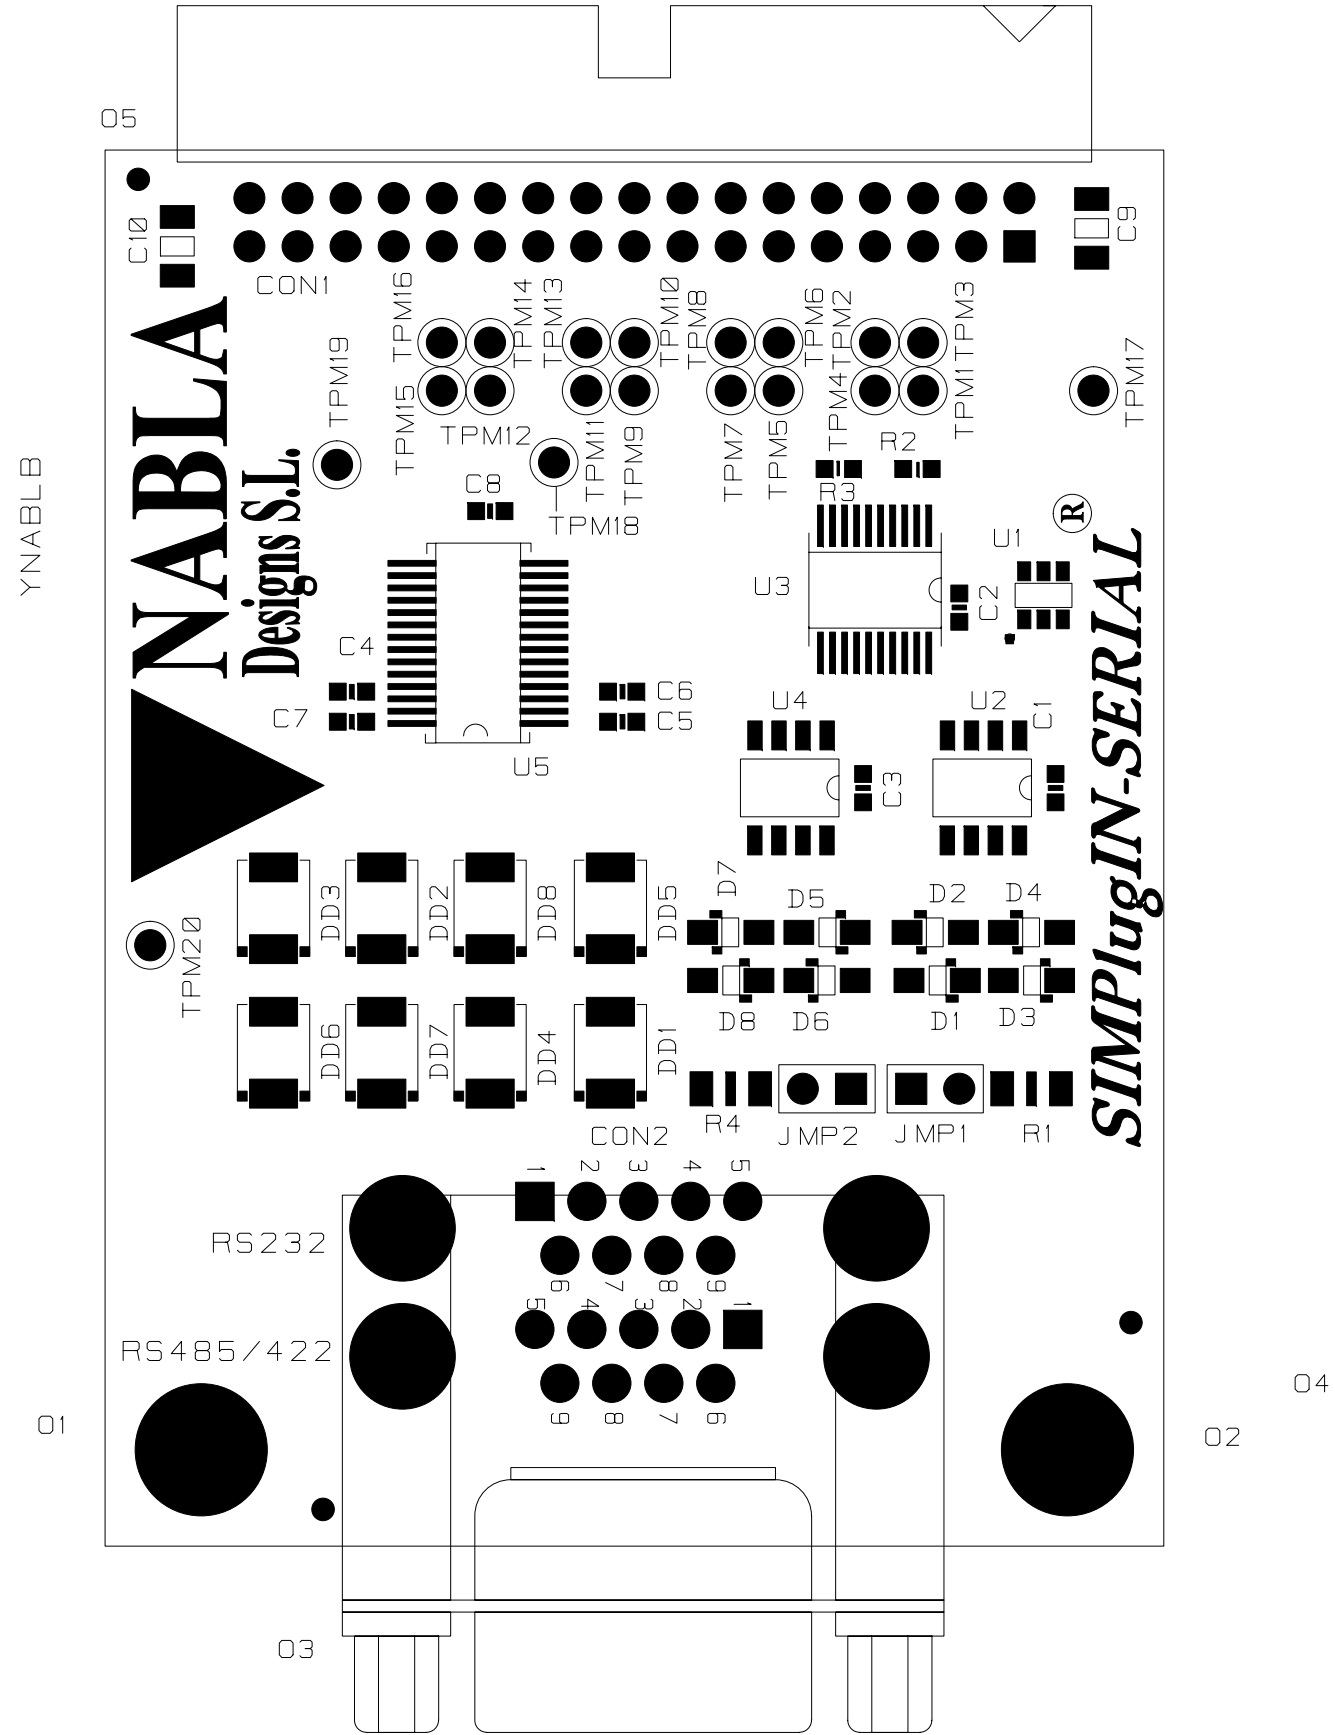 O5
C10
C9
CON1
TPM16
TPM14
TPM13
TPM10
TPM8
TPM6
TPM2
TPM3
TPM19
TPM17
TPM15
TPM12
TPM11
TPM9
TPM7
TPM5
TPM4
TPM1
R2
R3
C8
TPM18
YNABLB
NABLA
Designs S.L.
U1
®
U3
C2
C4
C6
C7
C5
U5
U4
U2
C1
C3
SIMPlugIN-SERIAL
DD3
DD2
DD8
DD5
D7
D5
D2
D4
TPM20
D8
D6
D1
D3
DD6
DD7
DD4
DD1
R4
JMP2
JMP1
R1
CON2
1 2 3 4 5
RS232
6 7 8 9
5 4 3 2 1
RS485/422
9 8 7 6
O4
O1
O2
O3